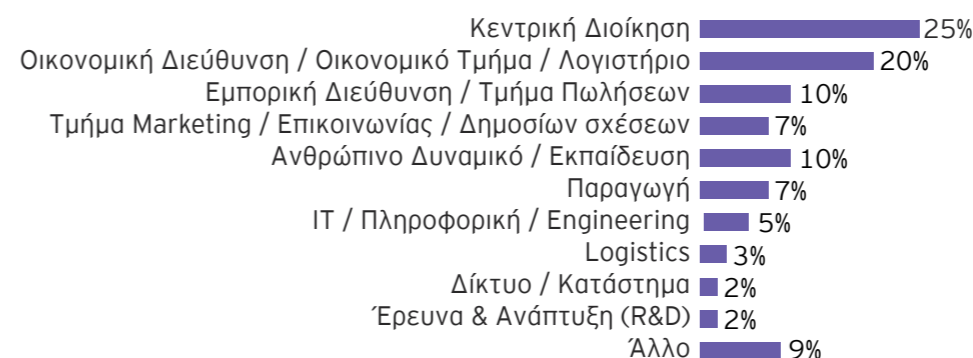 Κεντρική Διοίκηση 25%
Οικονομική Διεύθυνση / Οικονομικό Τμήμα / Λογιστήριο 20%
Εμπορική Διεύθυνση / Τμήμα Πωλήσεων 10%
Τμήμα Marketing / Επικοινωνίας / Δημοσίων σχέσεων 7%
Ανθρώπινο Δυναμικό / Εκπαίδευση 10%
Παραγωγή 7%
IT / Πληροφορική / Engineering 5%
Logistics 3%
Δίκτυο / Κατάστημα 2%
Έρευνα & Ανάπτυξη (R&D) 2%
Άλλο 9%